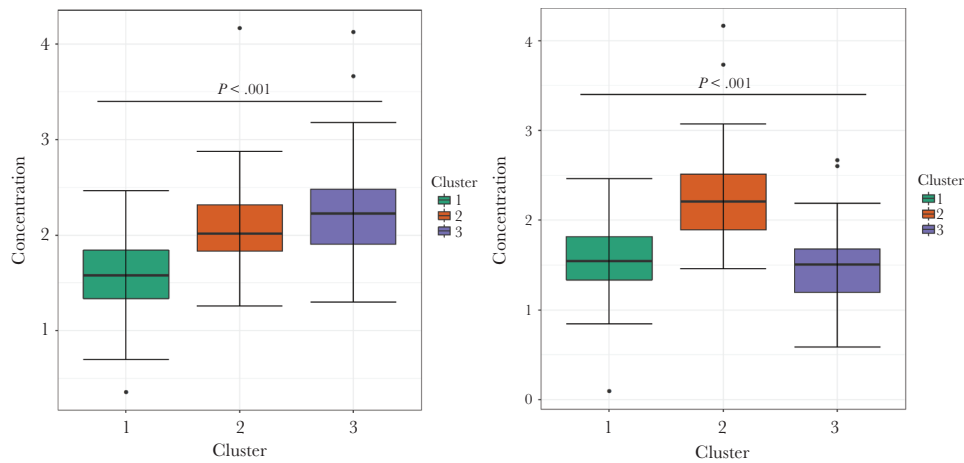 4
3
2
1
Concentration
P < .001
1
2
3
Cluster
Cluster
1
2
3
4
3
2
1
0
Concentration
P < .001
1
2
3
Cluster
Cluster
1
2
3